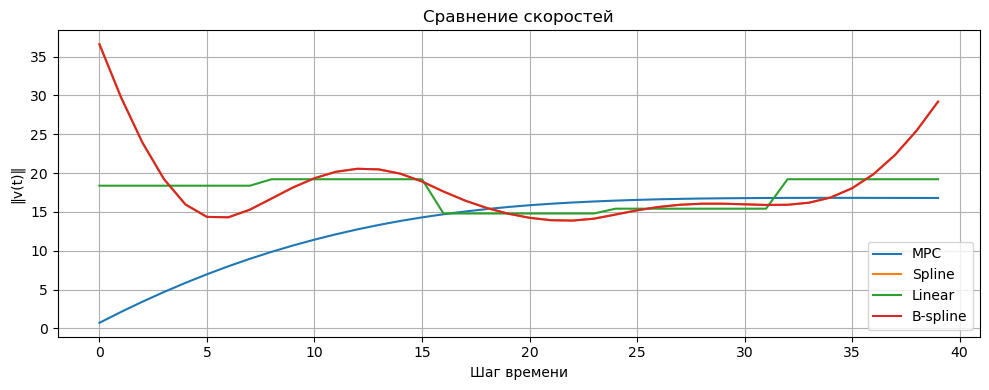 Сравнение скоростей
‖v(t)‖
35
30
25
20
15
10
5
0
0 5 10 15 20 25 30 35 40
Шаг времени
MPC
Spline
Linear
B-spline